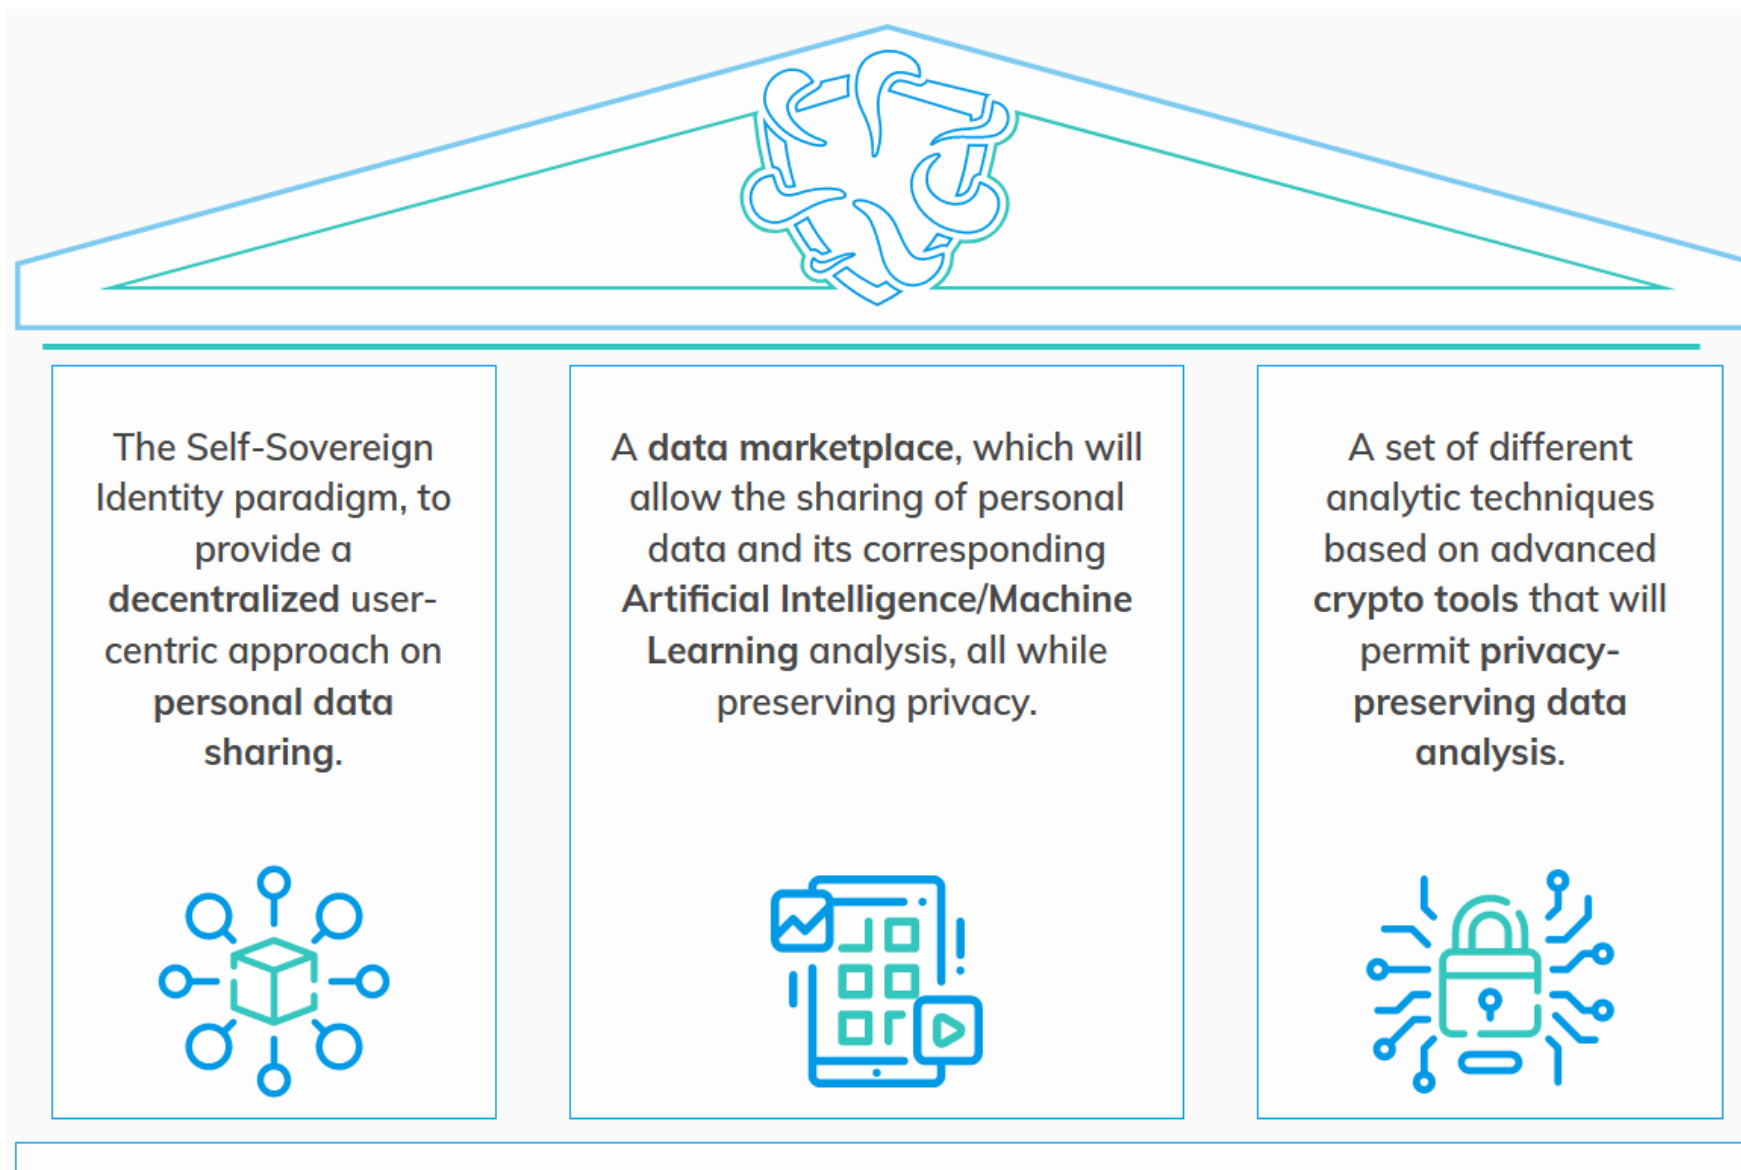 The Self-Sovereign
Identity paradigm, to
provide a
decentralized user-
centric approach on
personal data
sharing.
A data marketplace, which will
allow the sharing of personal
data and its corresponding
Artificial Intelligence/Machine
Learning analysis, all while
preserving privacy.
A set of different
analytic techniques
based on advanced
crypto tools that will
permit privacy-
preserving data
analysis.